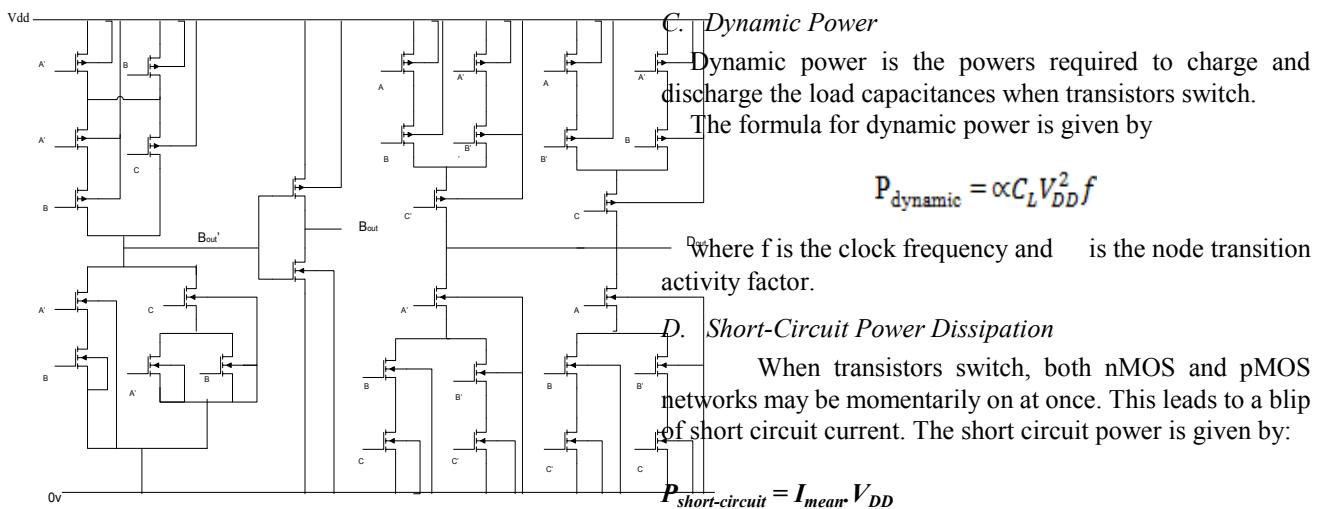 Vdd
A'
B
A'
C
B
Bout'
Bout
A'
C
B
A'
B
0v
A
A'
B
B'
C'
A'
B
B'
C
C'
A
A'
B'
B
C
Dout
A
B
B'
C'
C
C. Dynamic Power
Dynamic power is the powers required to charge and
discharge the load capacitances when transistors switch.
The formula for dynamic power is given by
P_dynamic = ∝C_L V_DD^2 f
where f is the clock frequency and is the node transition
activity factor.
D. Short-Circuit Power Dissipation
When transistors switch, both nMOS and pMOS
networks may be momentarily on at once. This leads to a blip
of short circuit current. The short circuit power is given by:
P_short-circuit = I_mean. V_DD